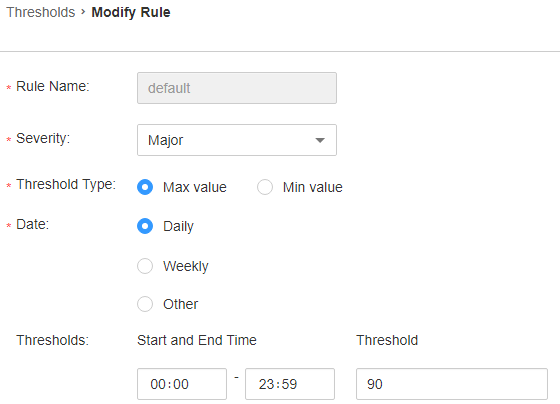 Thresholds > Modify Rule
* Rule Name: default
* Severity: Major
* Threshold Type: Max value Min value
* Date: Daily
Weekly
Other
Thresholds: Start and End Time Threshold
00:00 - 23:59 90